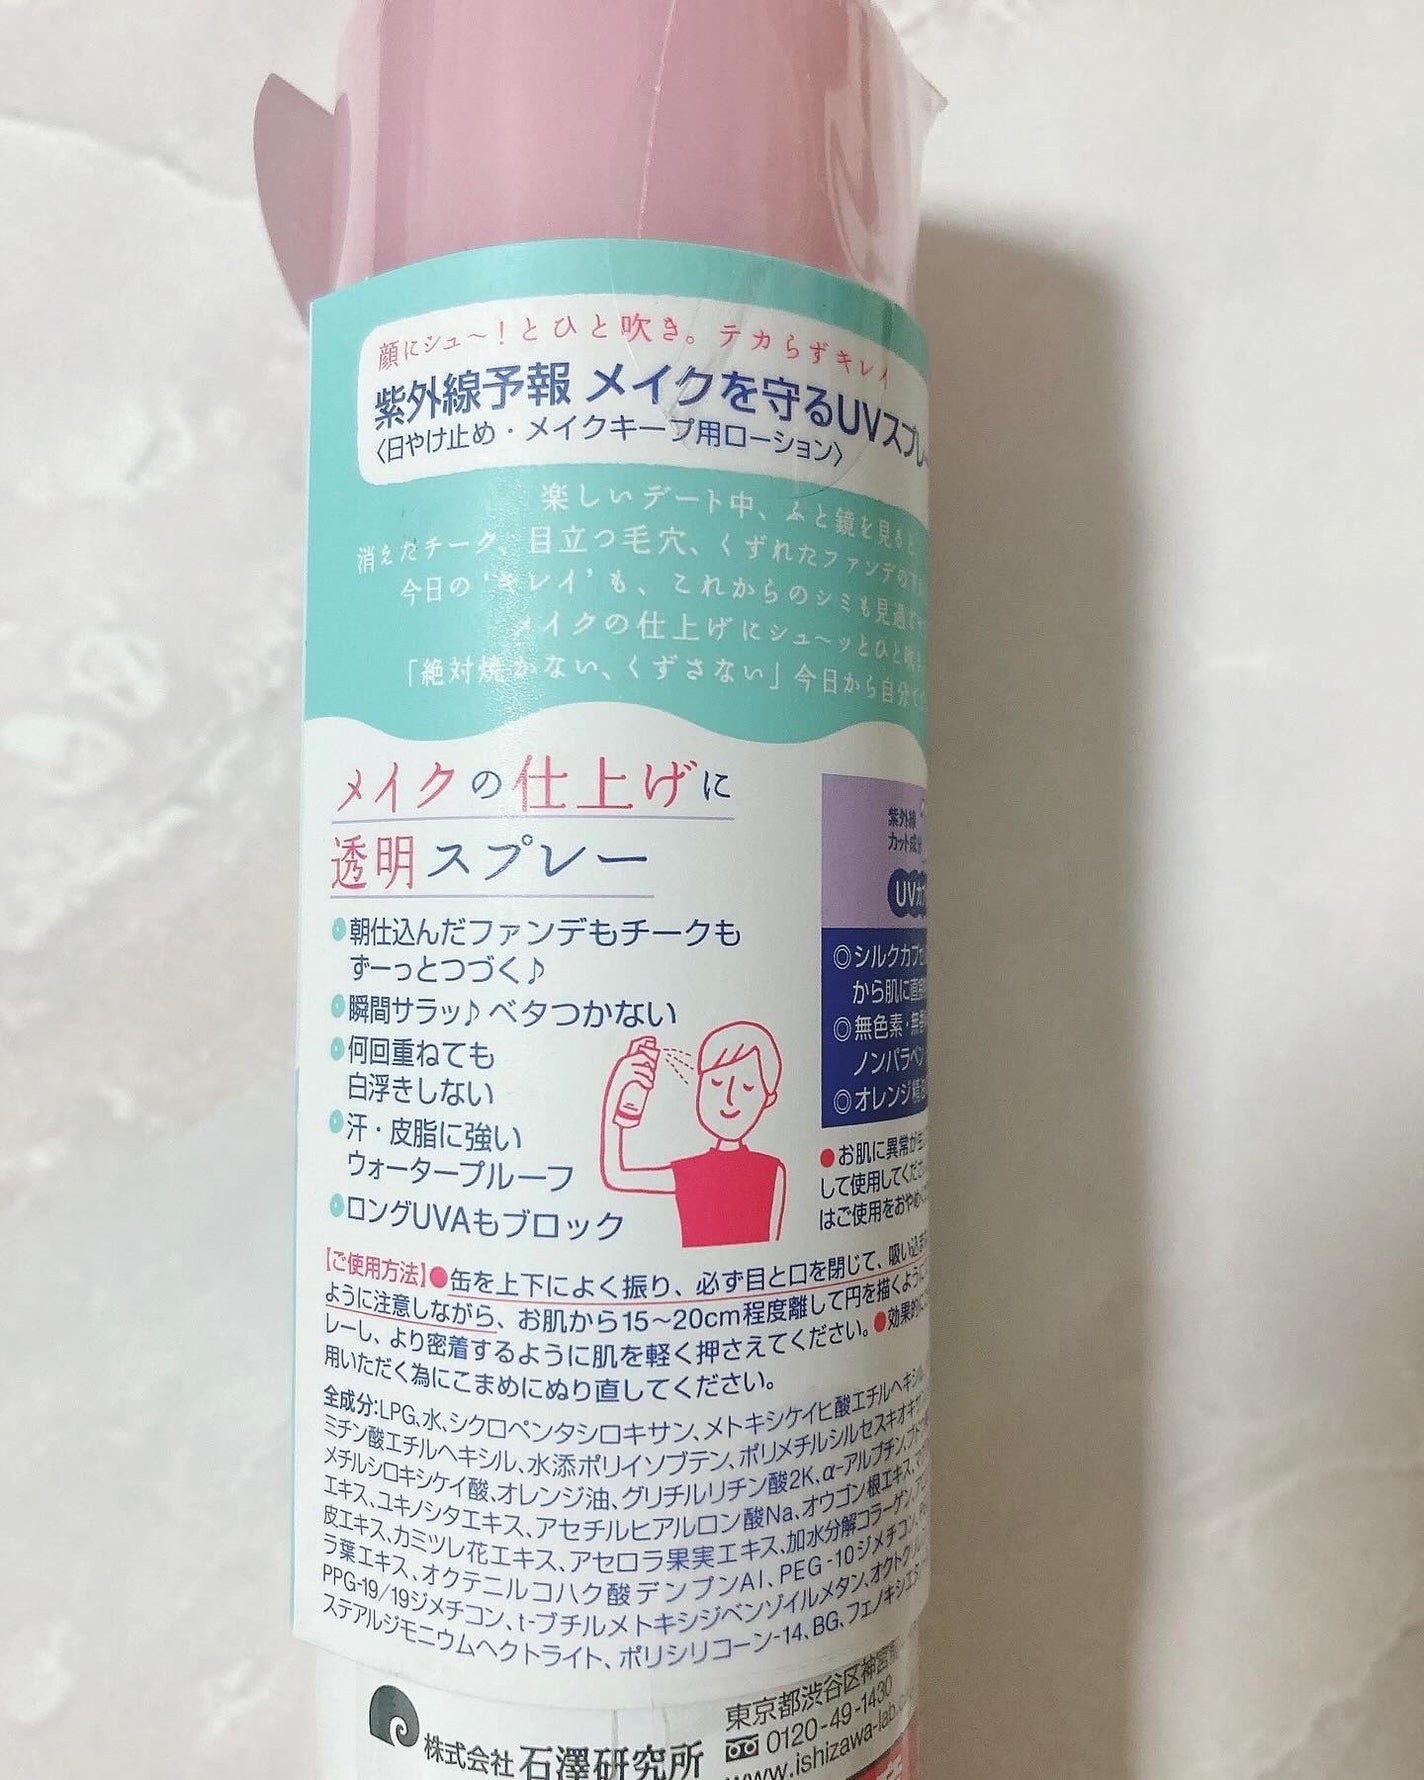 顔にシュ〜！とひと吹き。テカらずキレイ
紫外線予報 メイクを守るUVスプレー
〈日やけ止め・メイクキープ用ローション〉
楽しいデート中、ふと鏡を見ると、
消えたチーク、目立つ毛穴、くずれたファンデの
今日の‘キレイ’も、これからのシミも見過
メイクの仕上げにシュ〜ッとひと吹き
「絶対焼かない、くずさない」今日から自分
メイクの仕上げに
透明スプレー
朝仕込んだファンデもチークも
ずーっとつづく♪
瞬間サラッ♪ベタつかない
何回重ねても
白浮きしない
汗・皮脂に強い
ウォータープルーフ
ロングUVAもブロック
紫外線
カット成分
UVカ
◎シルクカプセ
から肌に直
◎無色素・無香
ノンパラベン
◎オレンジ精
●お肌に異常が
して使用してくださ
はご使用をおやめ
【ご使用方法】●缶を上下によく振り、必ず目と口を閉じて、吸い込ま
ように注意しながら、お肌から15〜20cm程度離して円を描くように
レーし、より密着するように肌を軽く押さえてください。●効果的に
用いただく為にこまめにぬり直してください。
全成分:LPG、水、シクロペンタシロキサン、メトキシケイヒ酸エチルヘキシル、
ミチン酸エチルヘキシル、水添ポリイソブテン、ポリメチルシルセスキオキサン
メチルシロキシケイ酸、オレンジ油、グリチルリチン酸2K、α-アルブチン、
エキス、ユキノシタエキス、アセチルヒアルロン酸Na、オウゴン根エキス、
皮エキス、カミツレ花エキス、アセロラ果実エキス、加水分解コラーゲン、
ラ葉エキス、オクテニルコハク酸デンプンAl、PEG-10ジメチコン、
PPG-19/19ジメチコン、t-ブチルメトキシジベンゾイルメタン、オクトクリ
ステアルジモニウムヘクトライト、ポリシリコーン-14、BG、フェノキシエタ
株式会社 石澤研究所
東京都渋谷区神宮
0120-49-1430
www.ishizawa-lab.